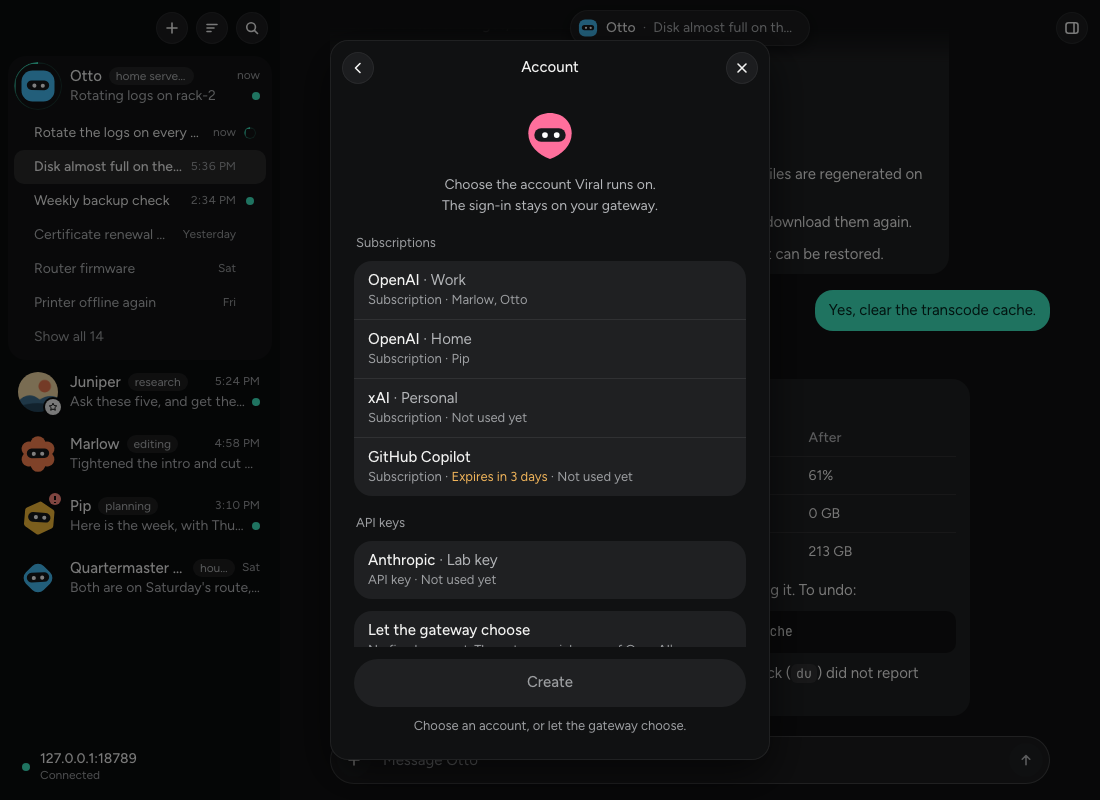 Otto · Disk almost full on th...
Otto home serve... now
Rotating logs on rack-2
Rotate the logs on every ... now
Disk almost full on the... 5:36 PM
Weekly backup check 2:34 PM
Certificate renewal ... Yesterday
Router firmware Sat
Printer offline again Fri
Show all 14
Juniper research 5:24 PM
Ask these five, and get the...
Marlow editing 4:58 PM
Tightened the intro and cut ...
Pip planning 3:10 PM
Here is the week, with Thu...
Quartermaster ... hou... Sat
Both are on Saturday's route,...
127.0.0.1:18789
Connected
Account
Choose the account Viral runs on.
The sign-in stays on your gateway.
Subscriptions
OpenAI · Work
Subscription · Marlow, Otto
OpenAI · Home
Subscription · Pip
xAI · Personal
Subscription · Not used yet
GitHub Copilot
Subscription · Expires in 3 days · Not used yet
API keys
Anthropic · Lab key
API key · Not used yet
Let the gateway choose
Create
Choose an account, or let the gateway choose.
are regenerated on
download them again.
can be restored.
Yes, clear the transcode cache.
After
61%
0 GB
213 GB
it. To undo:
( du ) did not report
Message Otto